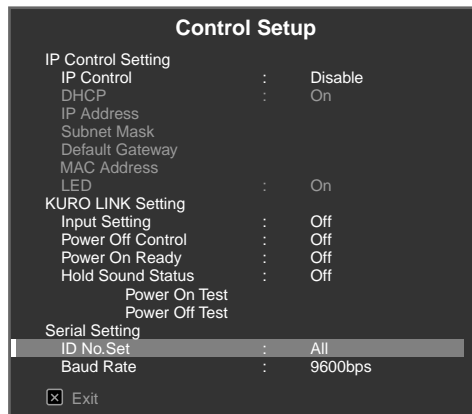 Control Setup
IP Control Setting
IP Control : Disable
DHCP : On
IP Address
Subnet Mask
Default Gateway
MAC Address
LED : On
KURO LINK Setting
Input Setting : Off
Power Off Control : Off
Power On Ready : Off
Hold Sound Status : Off
Power On Test
Power Off Test
Serial Setting
ID No.Set : All
Baud Rate : 9600bps
Exit